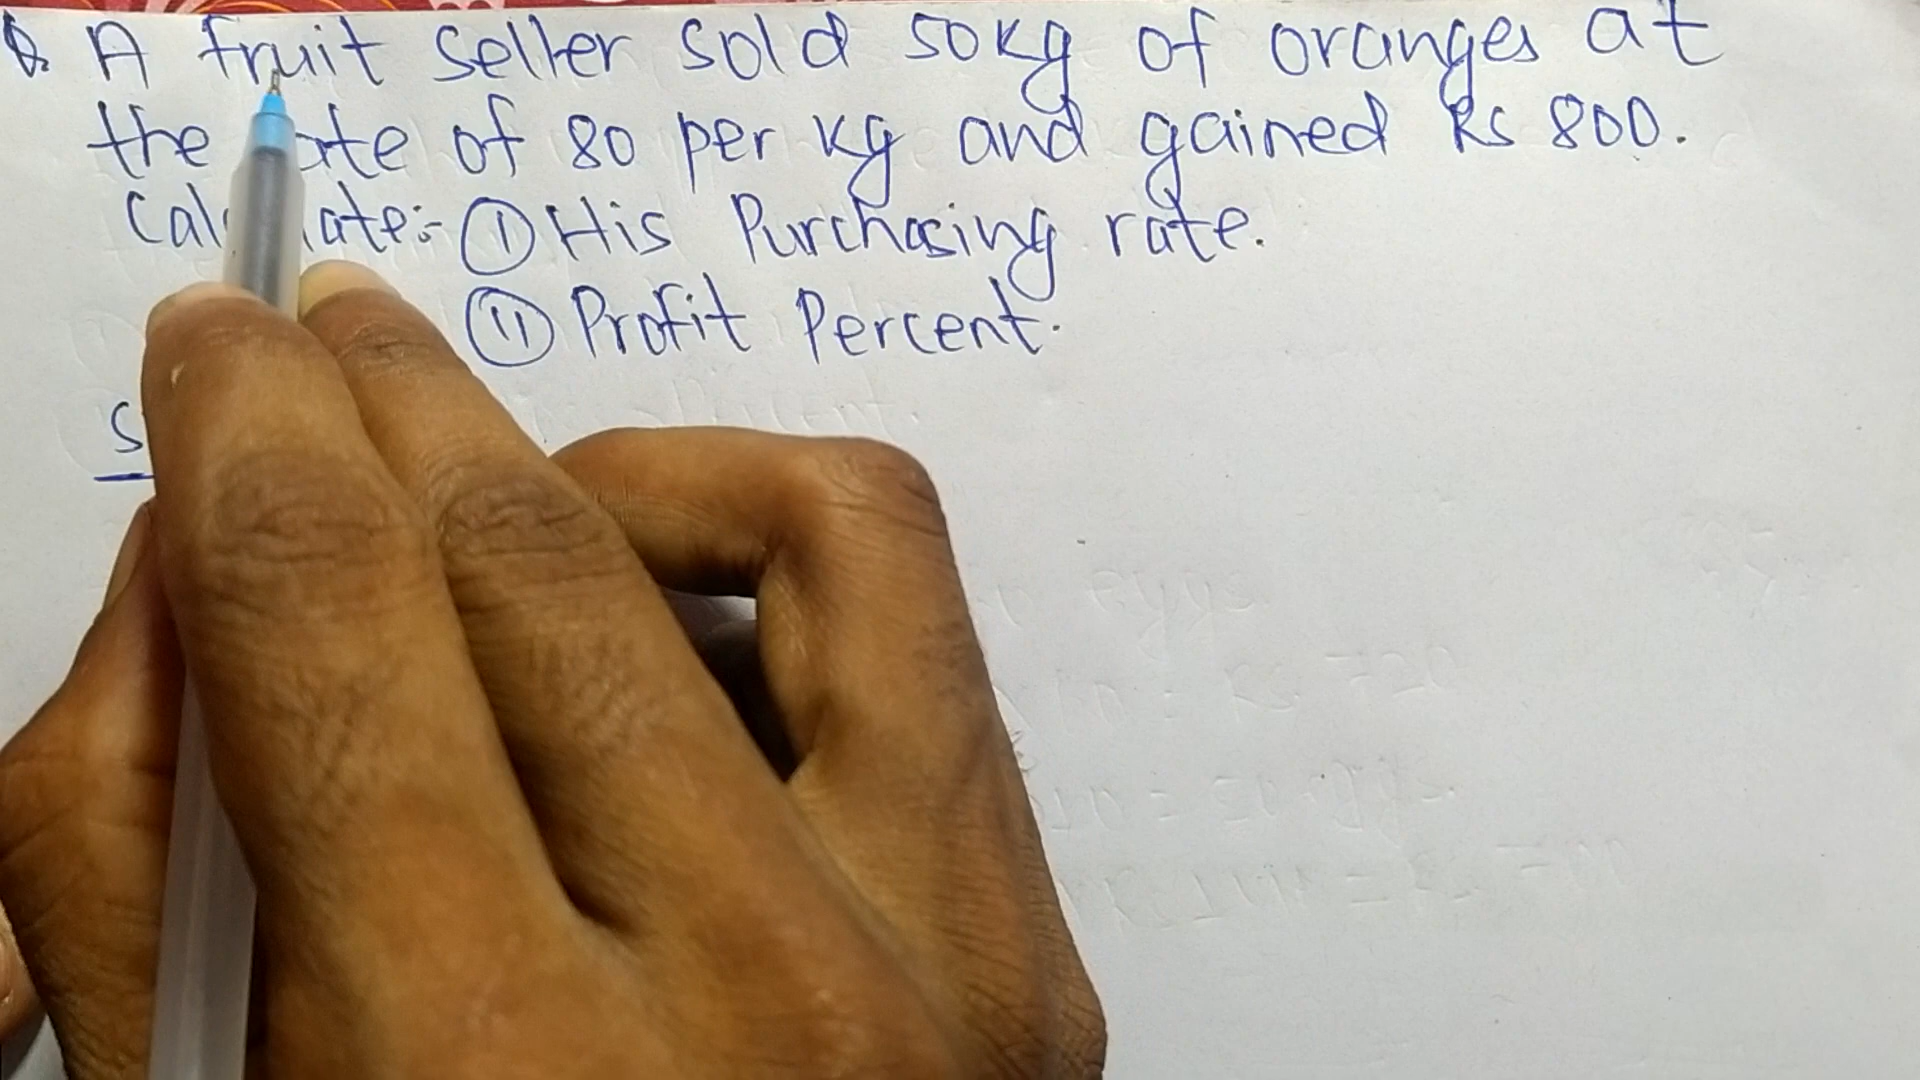 Q. A fruit seller sold 50kg of oranges at
the rate of 80 per kg and gained Rs 800.
Calculate:- (I) His Purchasing rate.
(II) Profit Percent.
S